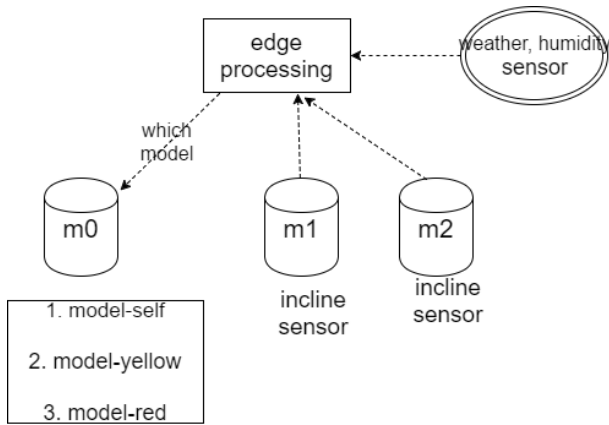 edge
processing
weather, humidity
sensor
which
model
m0
m1
m2
incline
sensor
incline
sensor
1. model-self
2. model-yellow
3. model-red